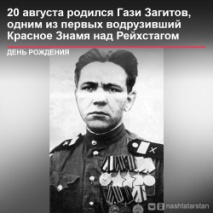 20 августа родился Гази Загитов,
одним из первых водрузивший
Красное Знамя над Рейхстагом
ДЕНЬ РОЖДЕНИЯ
nashtatarstan